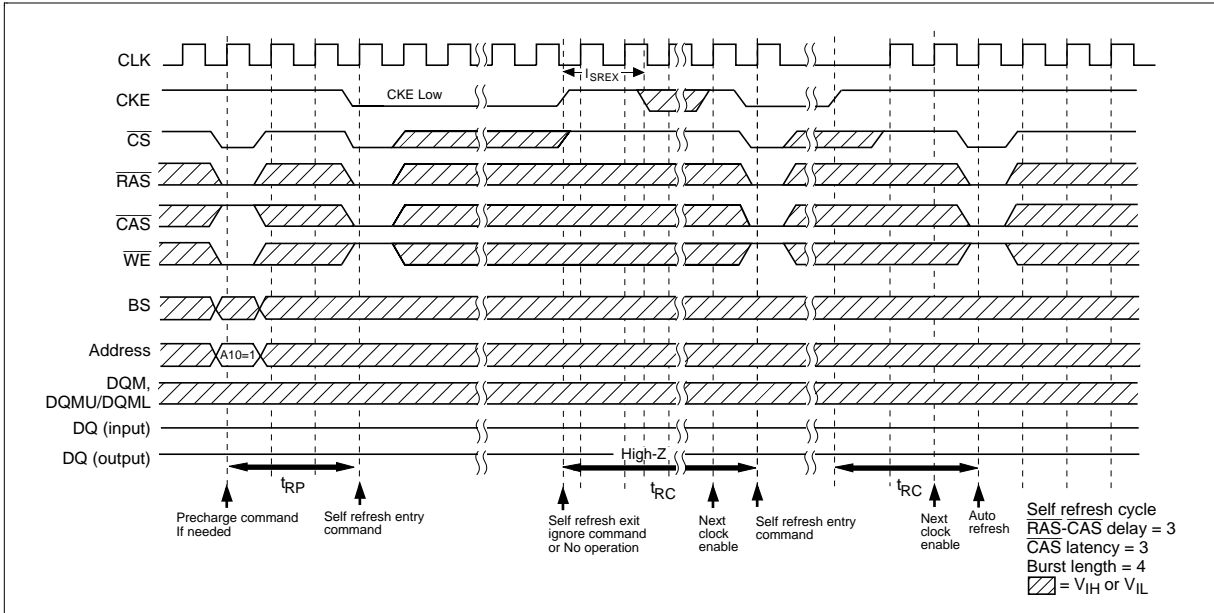 CLK
lSREX
CKE
CKE Low
CS
RAS
CAS
WE
BS
Address
A10=1
DQM,
DQMU/DQML
DQ (input)
DQ (output)
High-Z
tRP
tRC
tRC
Precharge command
If needed
Self refresh entry
command
Self refresh exit
ignore command
or No operation
Next
clock
enable
Self refresh entry
command
Next
clock
enable
Auto
refresh
Self refresh cycle
RAS-CAS delay = 3
CAS latency = 3
Burst length = 4
= VIH or VIL